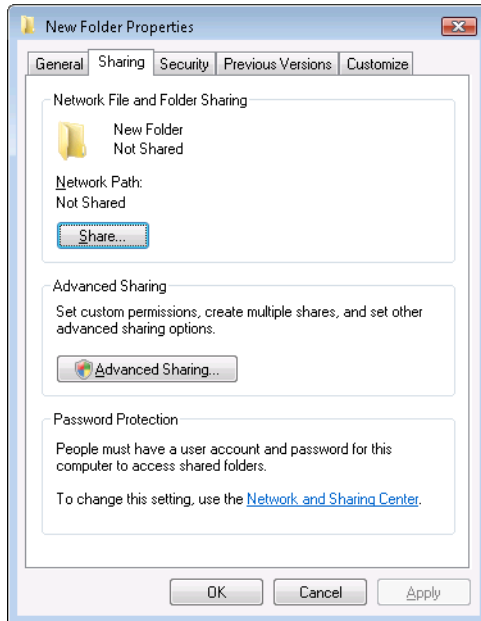 New Folder Properties
General Sharing Security Previous Versions Customize
Network File and Folder Sharing
New Folder
Not Shared
Network Path:
Not Shared
Share...
Advanced Sharing
Set custom permissions, create multiple shares, and set other
advanced sharing options.
Advanced Sharing...
Password Protection
People must have a user account and password for this
computer to access shared folders.
To change this setting, use the Network and Sharing Center.
OK Cancel Apply